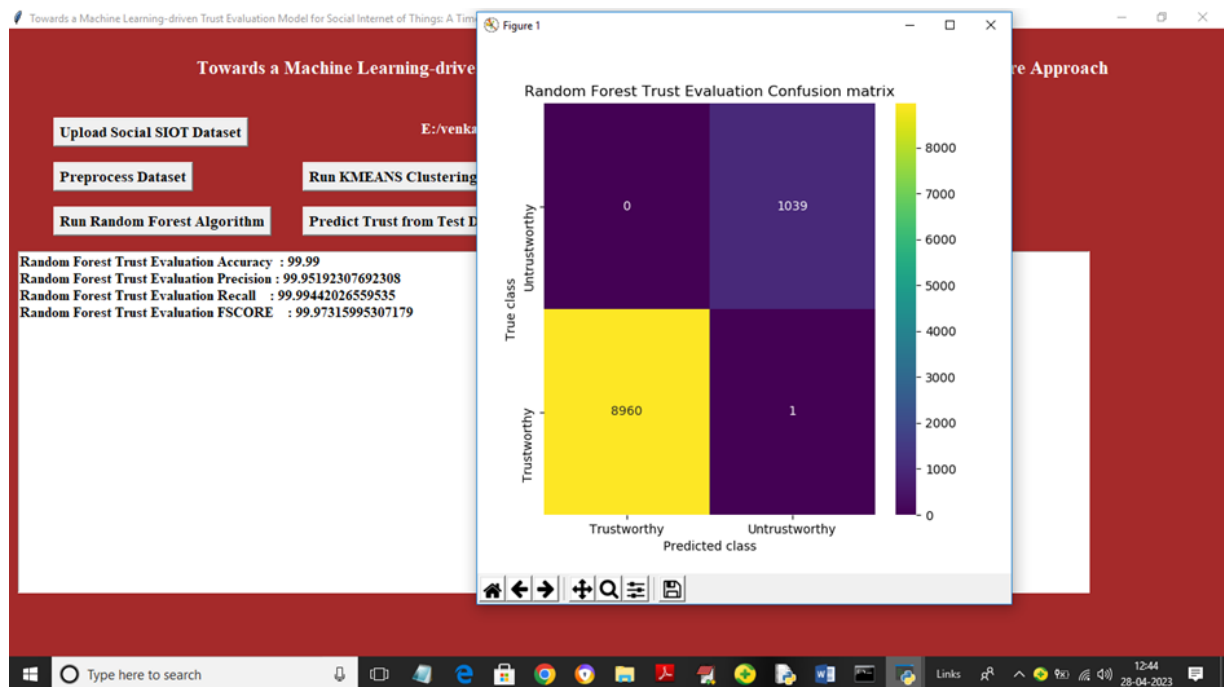 Towards a Machine Learning-driven Trust Evaluation Model for Social Internet of Things: A Tim
Figure 1
Towards a Machine Learning-drive
re Approach
Upload Social SIOT Dataset
E:/venka
Preprocess Dataset
Run KMEANS Clustering
Run Random Forest Algorithm
Predict Trust from Test D
Random Forest Trust Evaluation Accuracy : 99.99
Random Forest Trust Evaluation Precision : 99.95192307692308
Random Forest Trust Evaluation Recall : 99.99442026559535
Random Forest Trust Evaluation FSCORE : 99.97315995307179
Random Forest Trust Evaluation Confusion matrix
True class
Untrustworthy
Trustworthy
0
1039
8960
1
Trustworthy
Untrustworthy
Predicted class
8000
7000
6000
5000
4000
3000
2000
1000
0
Type here to search
Links
12:44
28-04-2023